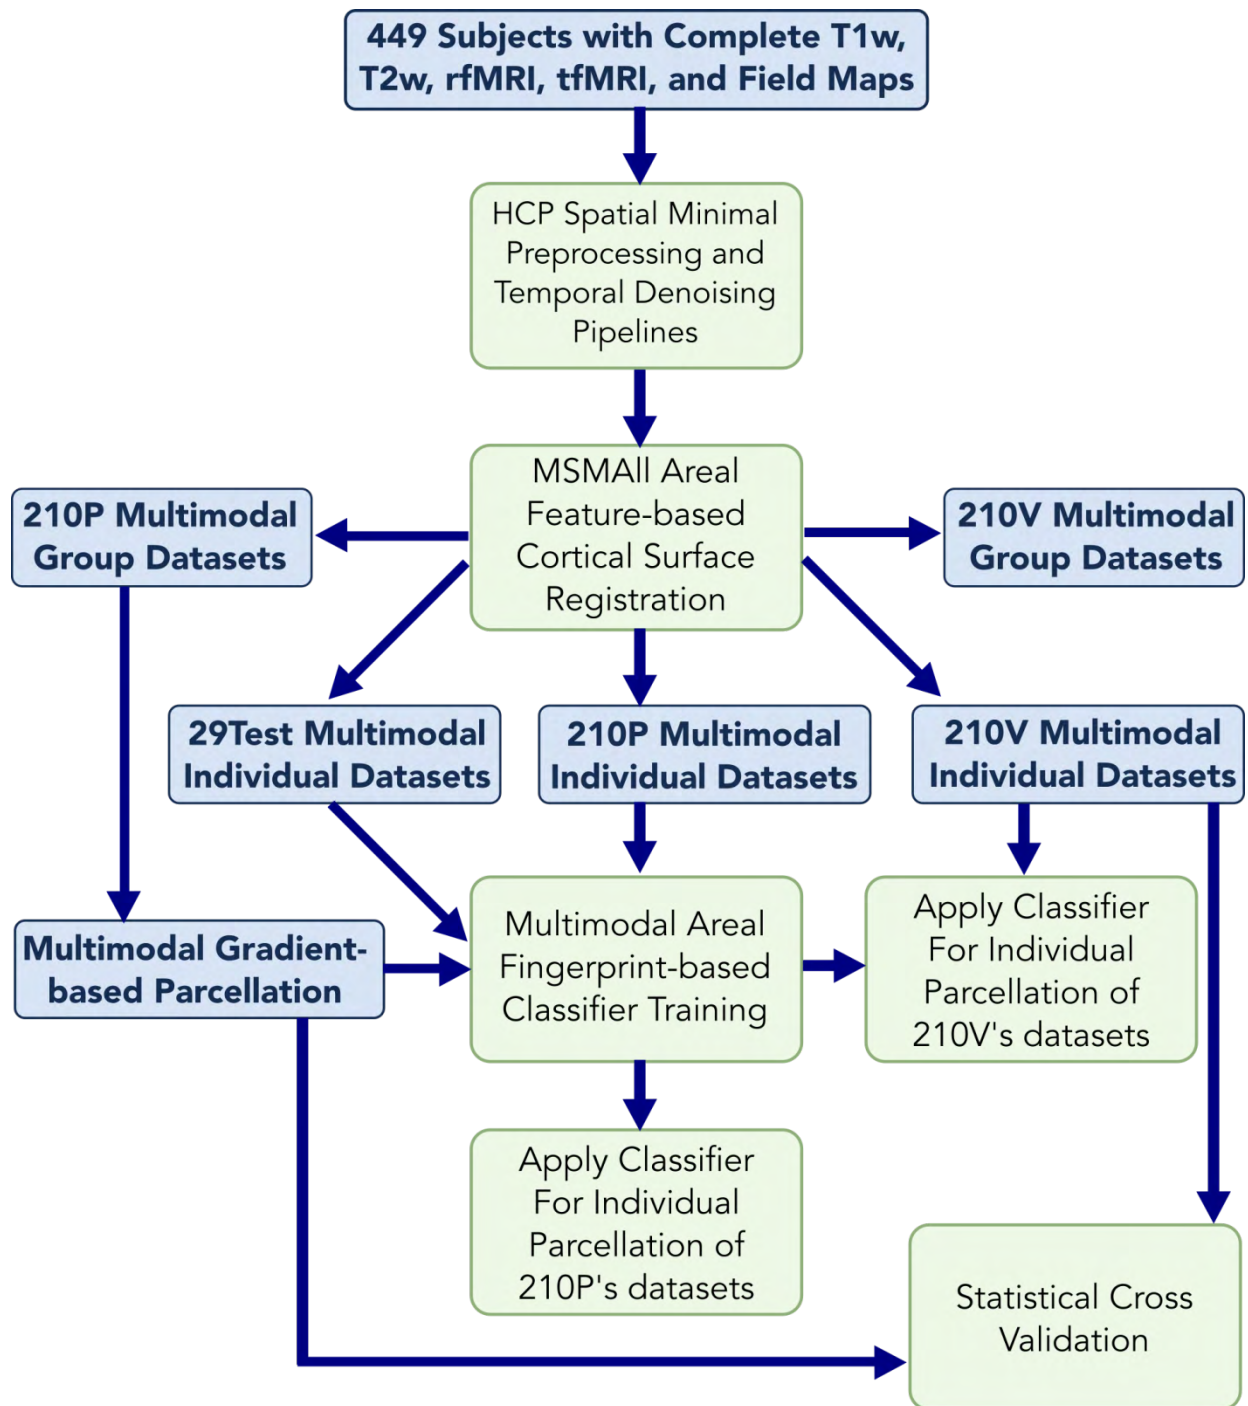 449 Subjects with Complete T1w,
T2w, rfMRI, tfMRI, and Field Maps
HCP Spatial Minimal
Preprocessing and
Temporal Denoising
Pipelines
MSMAll Areal
Feature-based
Cortical Surface
Registration
210P Multimodal
Group Datasets
210V Multimodal
Group Datasets
29Test Multimodal
Individual Datasets
210P Multimodal
Individual Datasets
210V Multimodal
Individual Datasets
Multimodal Gradient-
based Parcellation
Multimodal Areal
Fingerprint-based
Classifier Training
Apply Classifier
For Individual
Parcellation of
210V's datasets
Apply Classifier
For Individual
Parcellation of
210P's datasets
Statistical Cross
Validation